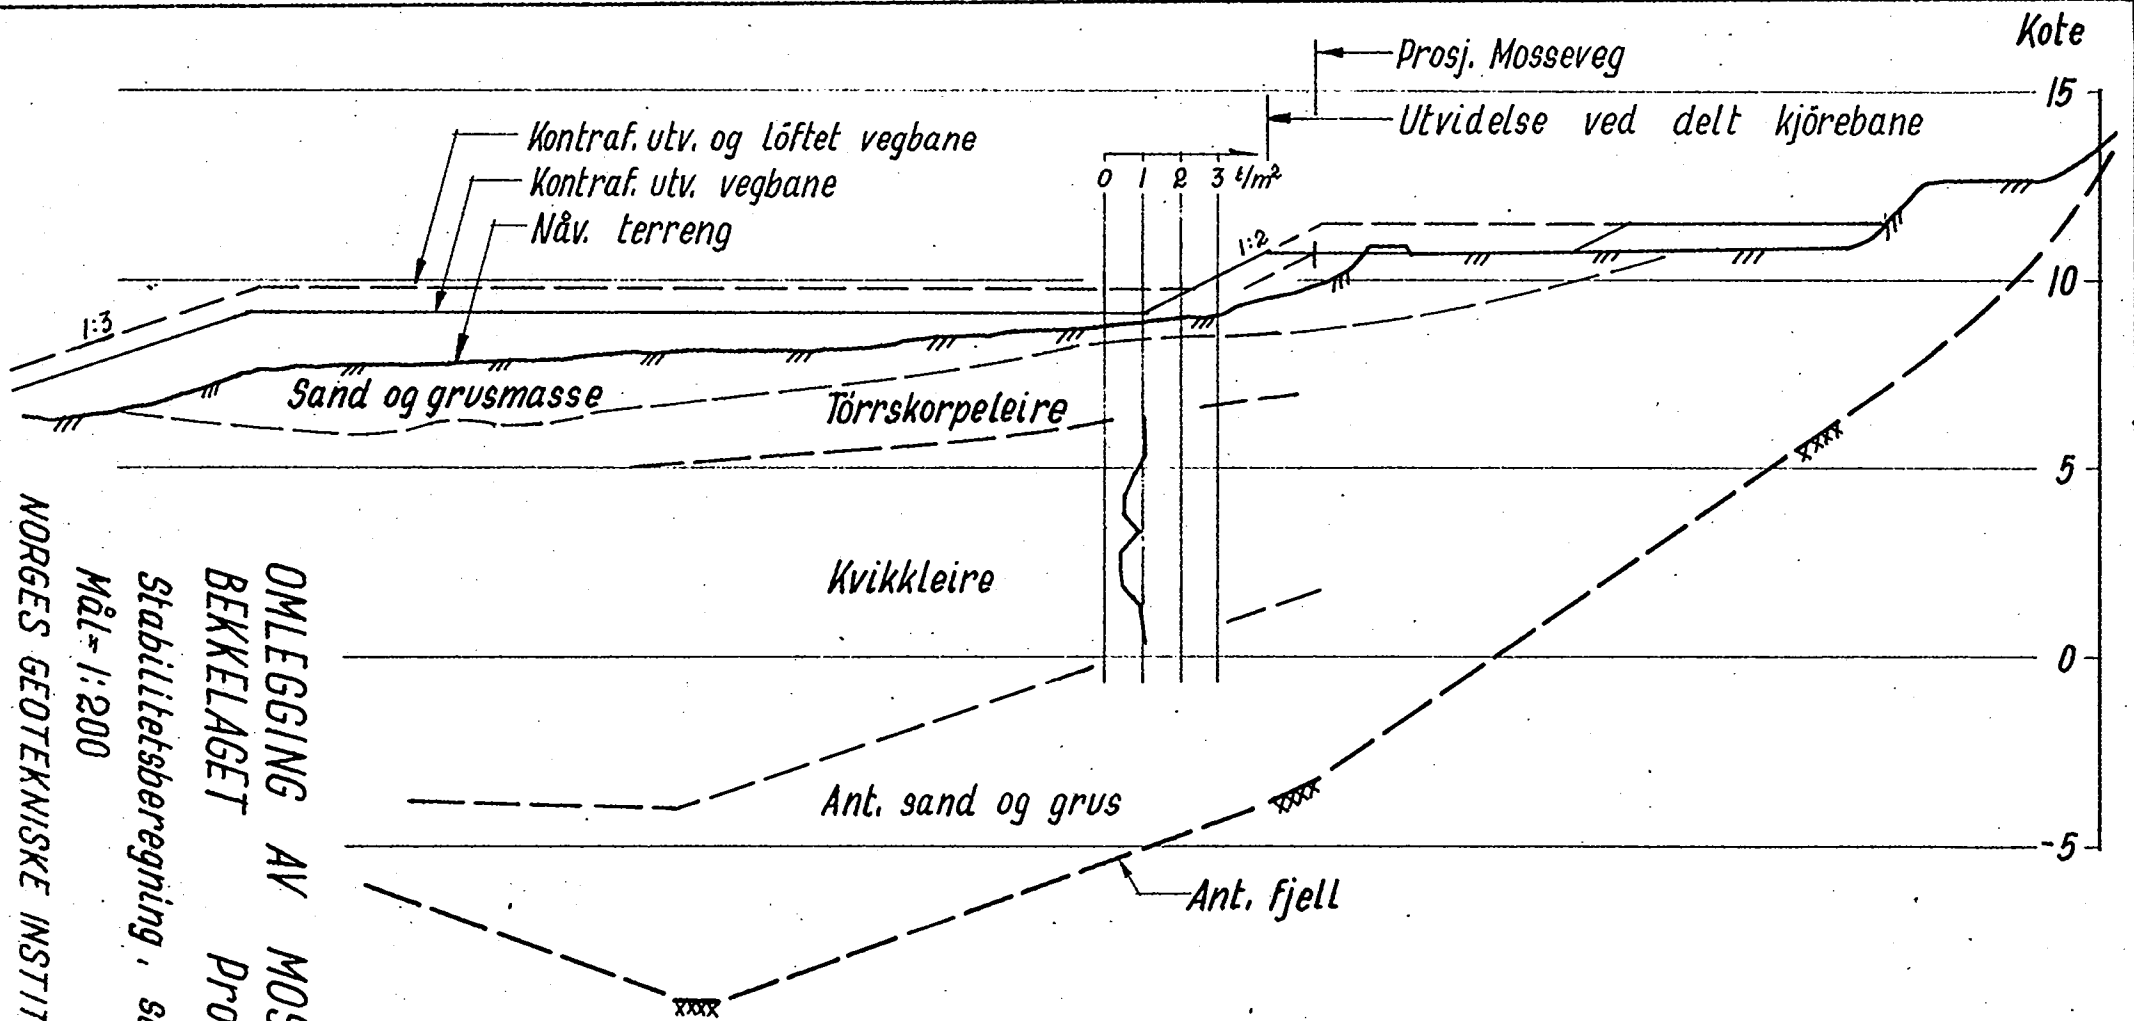 Kote
Prosj. Mosseveg
15
Utvidelse ved delt kjörebane
Kontraf. utv. og löftet vegbane
Kontraf. utv. vegbane
Nåv. terreng
0 1 2 3 t/m²
1:2
10
1:3
Sand og grusmasse
Törrskorpeleire
5
Kvikkleire
0
Ant. sand og grus
-5
Ant. fjell
OMLEGGING AV
BEKKELAGET
Stabilitetsberegning,
Mål = 1:200
NORGES GEOTEKNISKE